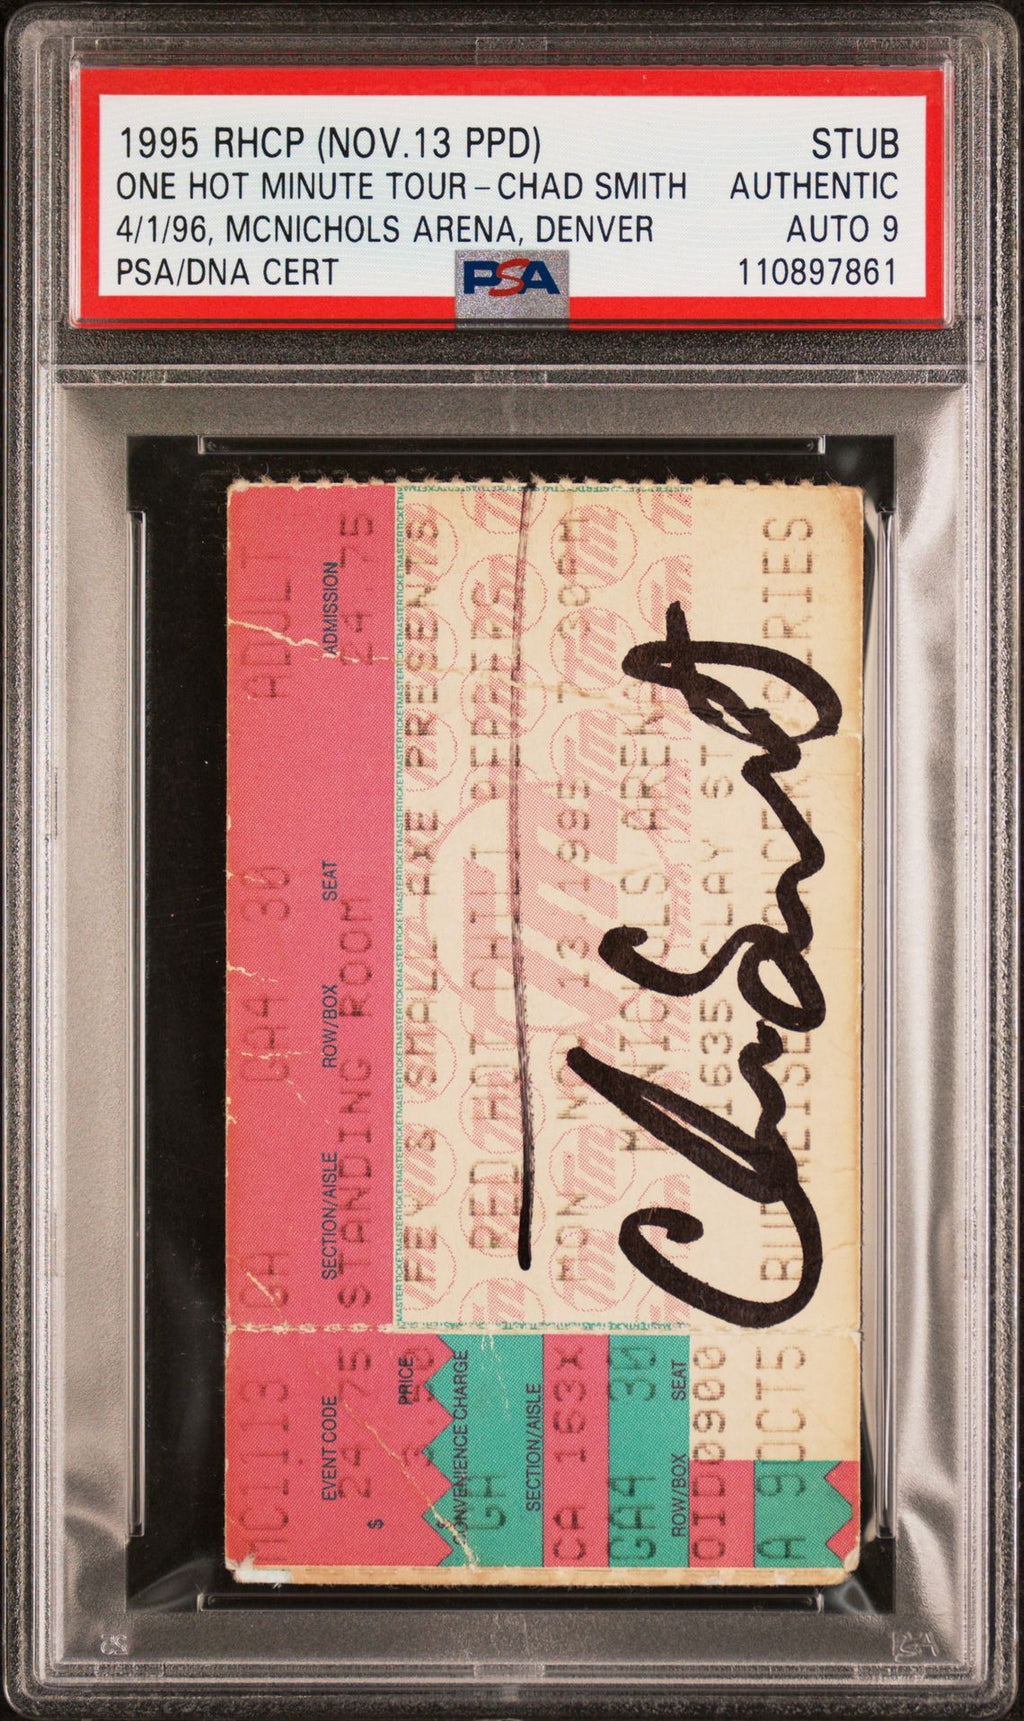 1995 RHCP (NOV.13 PPD) STUB
ONE HOT MINUTE TOUR – CHAD SMITH AUTHENTIC
4/1/96, MCNICHOLS ARENA, DENVER AUTO 9
PSA/DNA CERT PSA 110897861
MC1113 GA GA4 30 ADULT
EVENT CODE SECTION/AISLE ROW/BOX SEAT ADMISSION
$ 24.75 STANDING ROOM 24.75
PRICE
FEY & SMALL AXE PRESENTS
CONVENIENCE CHARGE
GA RED HOT CHILI PEPPERS
SECTION/AISLE
CA 163X MON NOV 13,1995 7:30PM
GA4 30 MCNICHOLS ARENA
ROW/BOX SEAT
OID0900 1635 CLAY ST
A 9OCT5 BUDWEISER CONCERT SERIES
Chad Smith